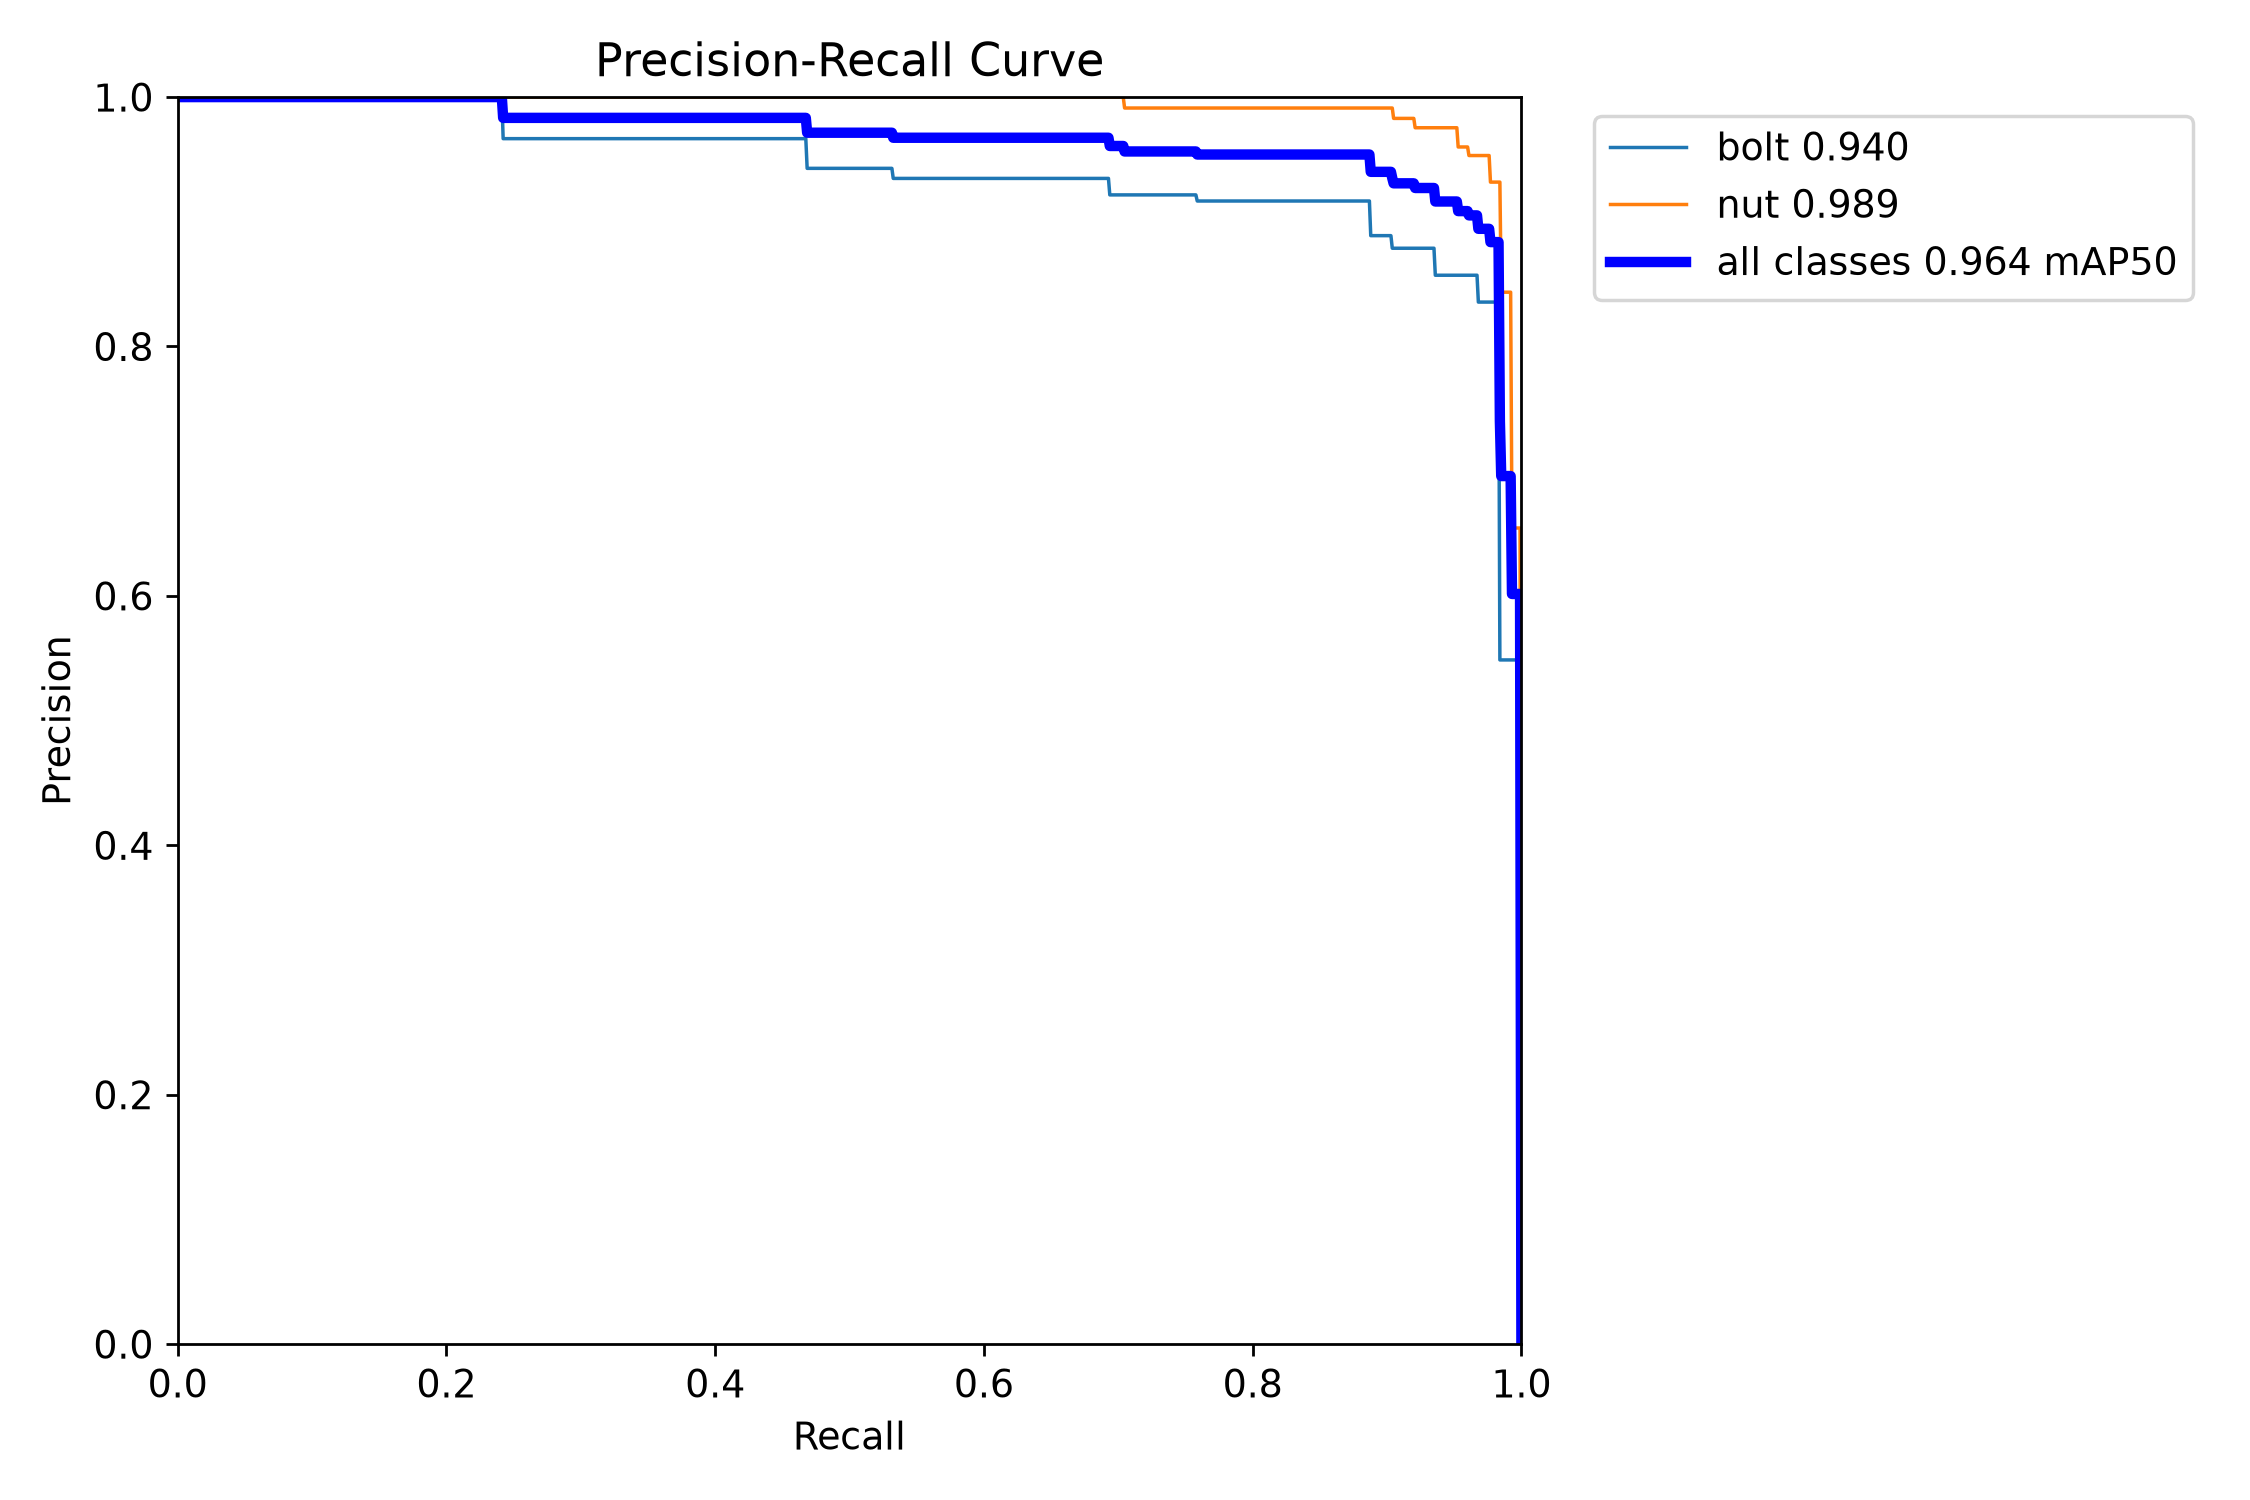 Precision-Recall Curve
1.0
0.8
0.6
0.4
0.2
0.0
Precision
0.0 0.2 0.4 0.6 0.8 1.0
Recall
bolt 0.940
nut 0.989
all classes 0.964 mAP50